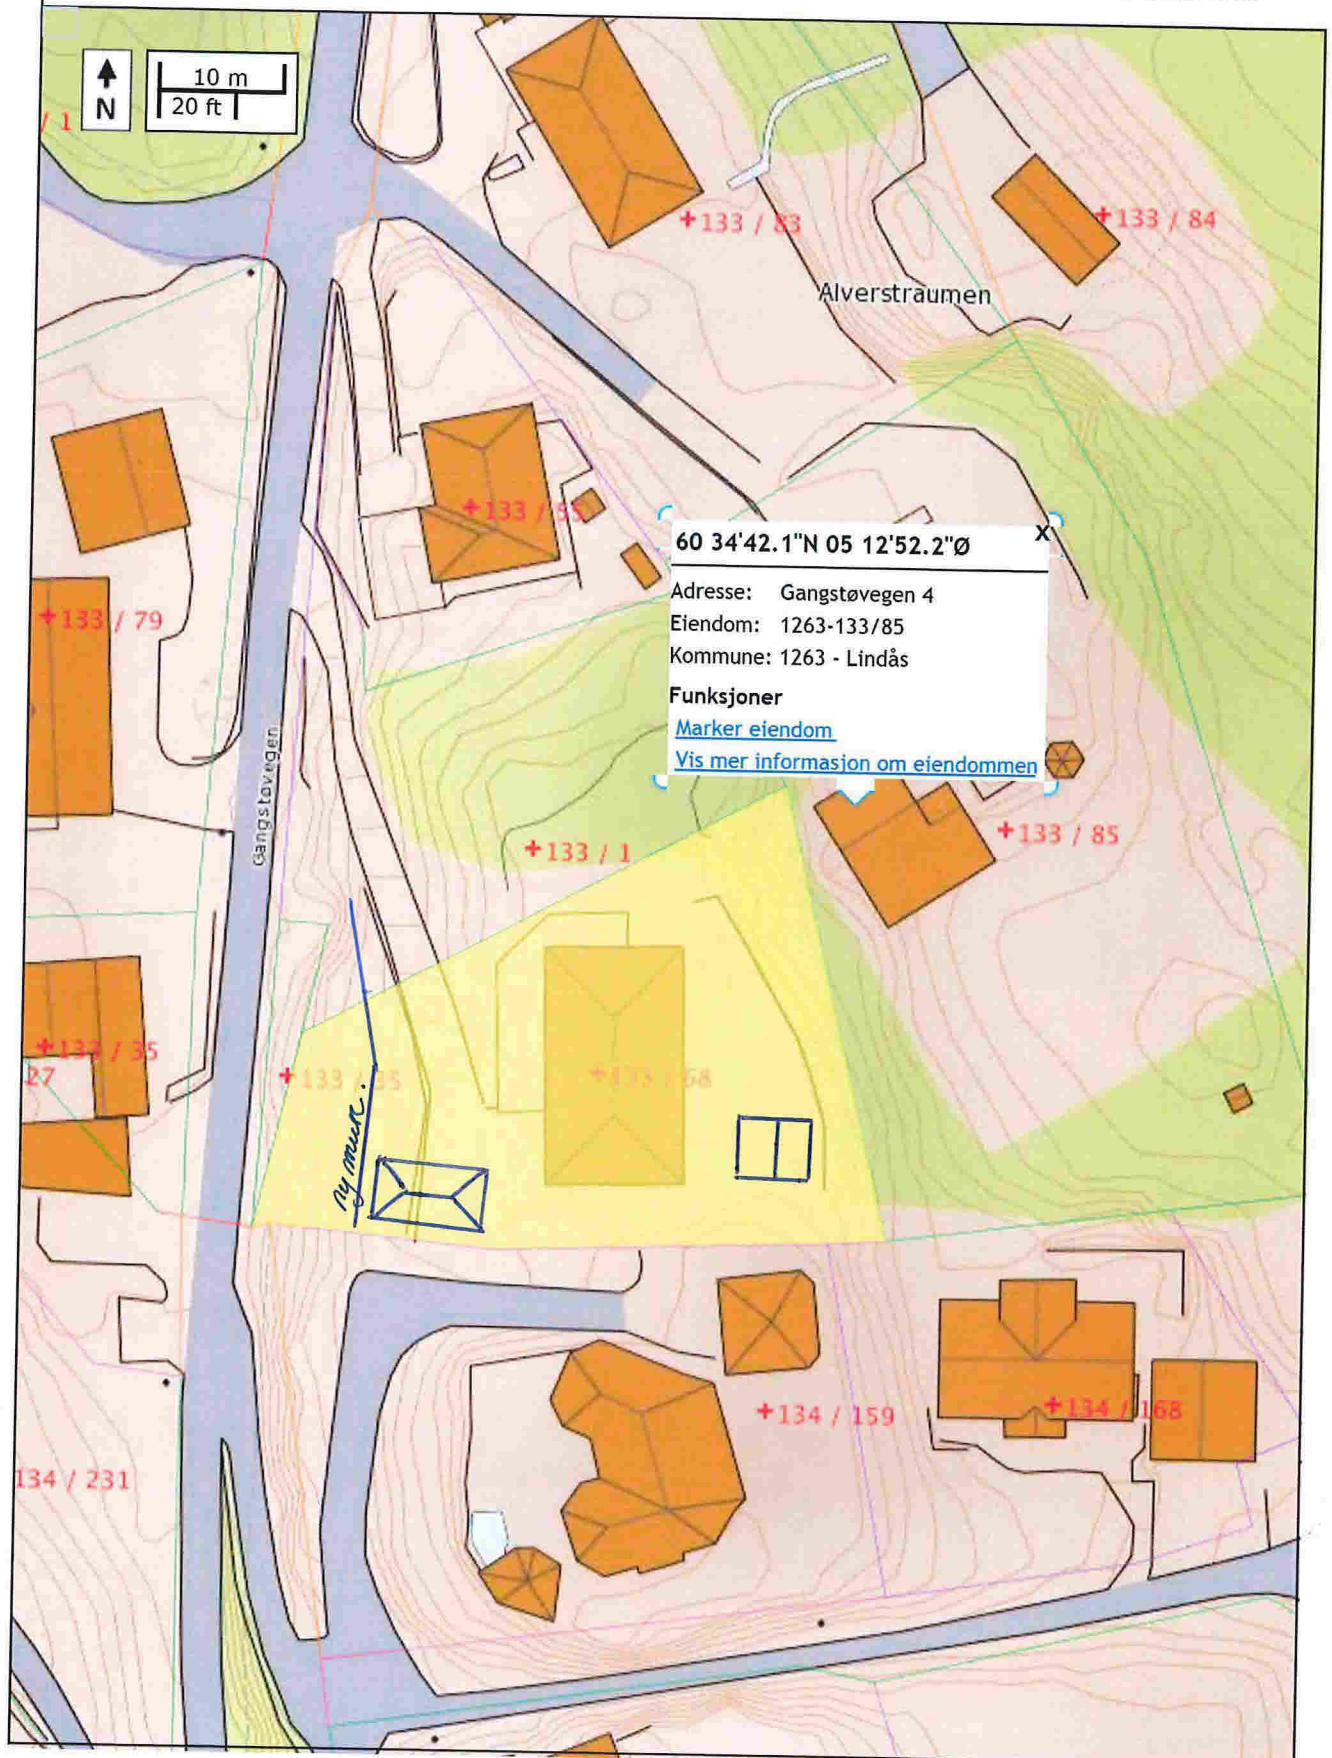 N
10 m
20 ft
/ 1
+133 / 83
+133 / 84
Alverstraumen
+133 / 55
60 34'42.1"N 05 12'52.2"Ø
X
Adresse: Gangstøvegen 4
Eiendom: 1263-133/85
Kommune: 1263 - Lindås
Funksjoner
Marker eiendom
Vis mer informasjon om eiendommen
+133 / 79
Gangstøvegen
+133 / 1
+133 / 85
+133 / 35
27
+133 / 35
+133 / 68
ny mur.
+134 / 159
+134 / 168
134 / 231